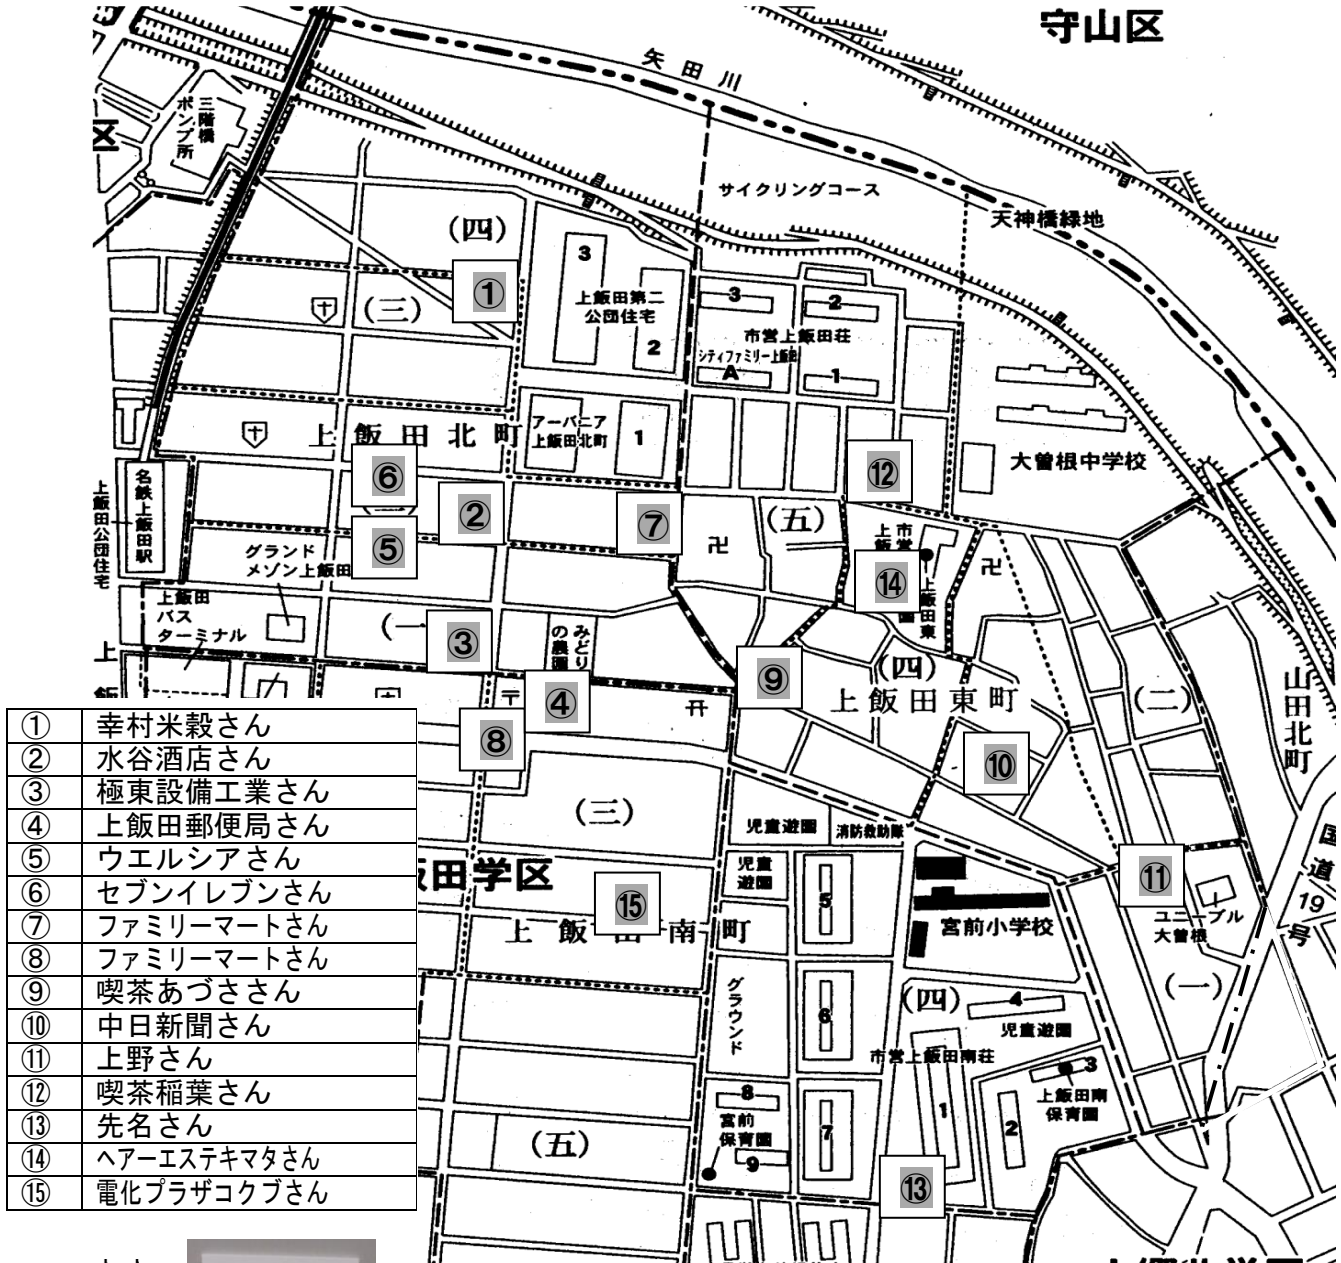 守山区
矢田川
三階橋
ポンプ所
区
サイクリングコース
天神橋緑地
(四)
①
3
上飯田第二
公団住宅
2
(三)
3
2
市営上飯田荘
シティファミリー上飯田
A
1
上飯田北町
アーバニア
上飯田北町
1
大曽根中学校
⑥
⑫
②
⑦
(五)
⑤
名鉄上飯田駅
上飯田公団住宅
グランド
メゾン上飯田
⑭
上飯田東
上飯田
バス
ターミナル
(一
③
みどり
の農園
(四)
⑨
上飯田東町
(二)
山田北町
上飯
④
⑧
⑩
(三)
児童遊園
消防救助隊
児童
遊園
国道19号
飯田学区
⑮
上飯田南町
5
宮前小学校
⑪
ユニーブル
大曽根
(一)
グラウンド
6
(四)
4
児童遊園
市営上飯田南荘
3
上飯田南
保育園
8
宮前
保育園
9
7
1
2
(五)
⑬
① 幸村米穀さん
② 水谷酒店さん
③ 極東設備工業さん
④ 上飯田郵便局さん
⑤ ウエルシアさん
⑥ セブンイレブンさん
⑦ ファミリーマートさん
⑧ ファミリーマートさん
⑨ 喫茶あづささん
⑩ 中日新聞さん
⑪ 上野さん
⑫ 喫茶稲葉さん
⑬ 先名さん
⑭ ヘアーエステキマタさん
⑮ 電化プラザコクブさん